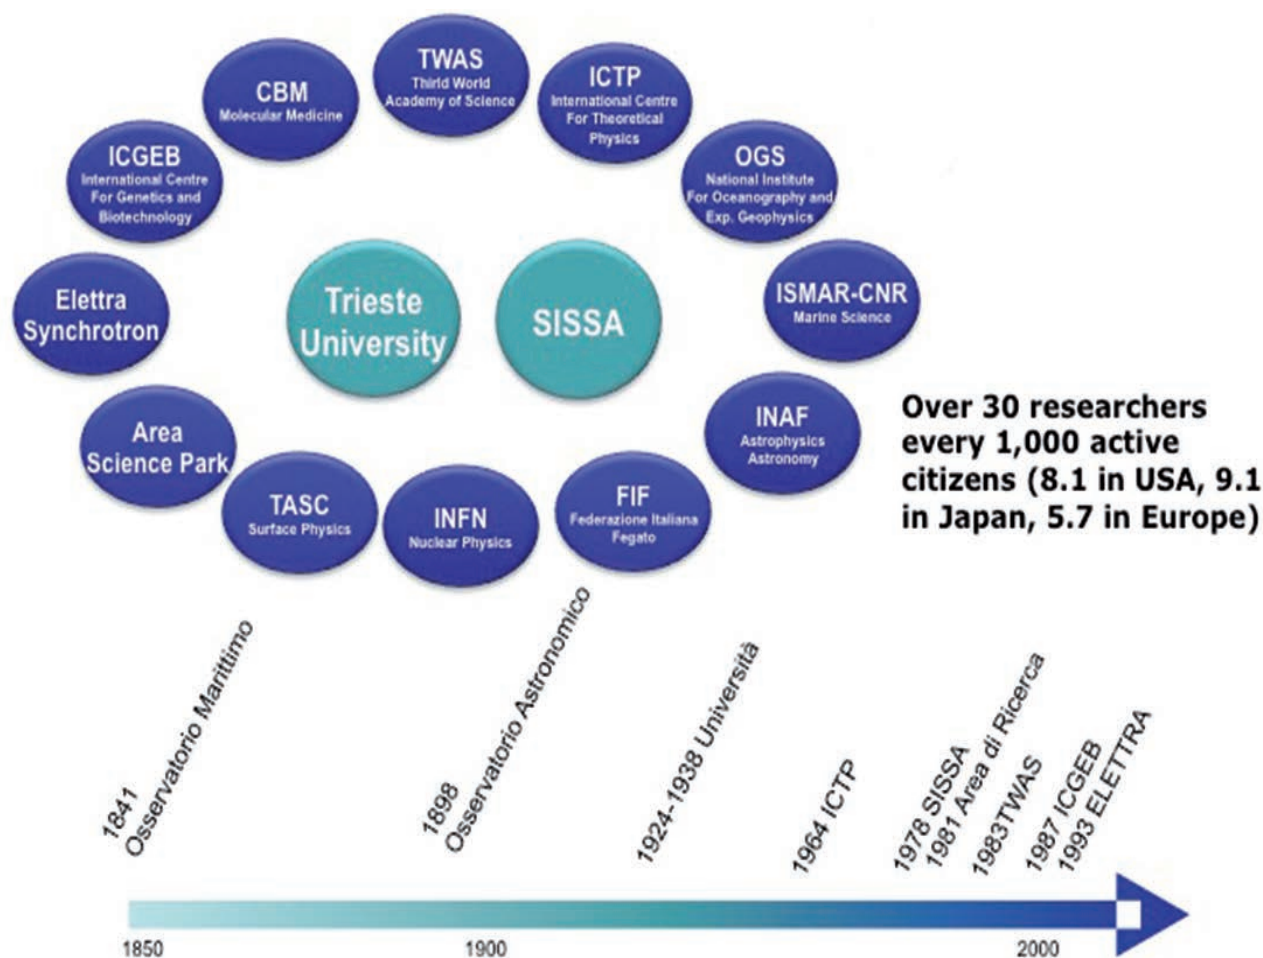 TWAS
Thirld World
Academy of Science
CBM
Molecular Medicine
ICTP
International Centre
For Theoretical
Physics
ICGEB
International Centre
For Genetics and
Biotechnology
OGS
National Institute
For Oceanography and
Exp. Geophysics
Elettra
Synchrotron
Trieste
University
SISSA
ISMAR-CNR
Marine Science
Area
Science Park
INAF
Astrophysics
Astronomy
TASC
Surface Physics
INFN
Nuclear Physics
FIF
Federazione Italiana
Fegato
Over 30 researchers
every 1,000 active
citizens (8.1 in USA, 9.1
in Japan, 5.7 in Europe)
1841
Osservatorio Marittimo
1898
Osservatorio Astronomico
1924-1938 Università
1964 ICTP
1978 SISSA
1981 Area di Ricerca
1983TWAS
1987 ICGEB
1993 ELETTRA
1850
1900
2000